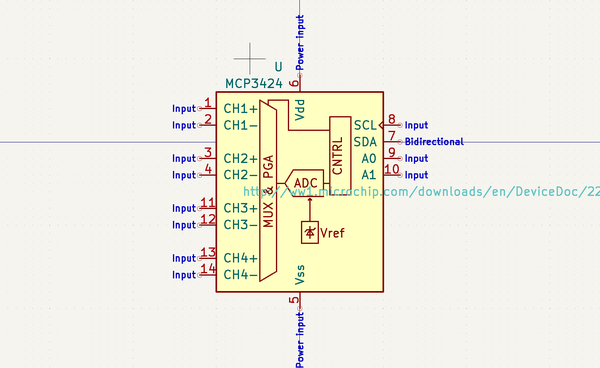 Power input
U
MCP3424
6
Vdd
Input 1 CH1+
Input 2 CH1-
Input 3 CH2+
Input 4 CH2-
Input 11 CH3+
Input 12 CH3-
Input 13 CH4+
Input 14 CH4-
MUX & PGA
ADC
CNTRL
Vref
SCL 8 Input
SDA 7 Bidirectional
A0 9 Input
A1 10 Input
http://ww1.microchip.com/downloads/en/DeviceDoc/22
Vss
5
Power input